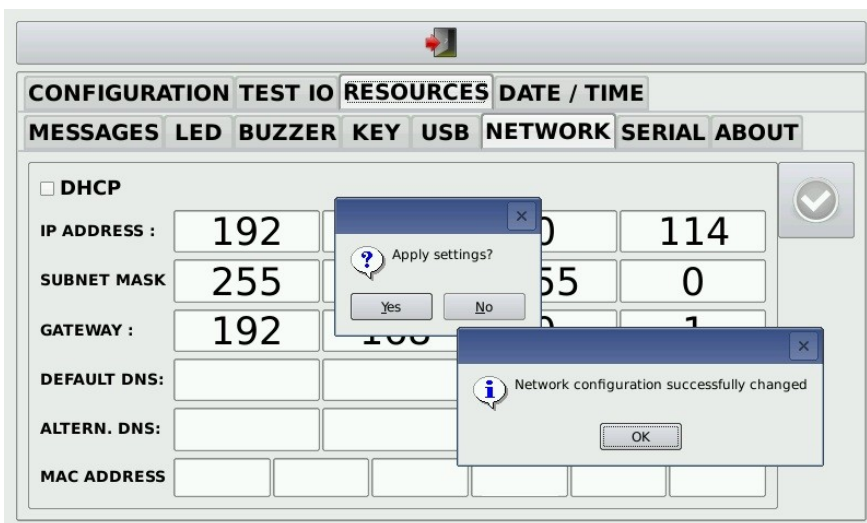 CONFIGURATION TEST IO RESOURCES DATE / TIME
MESSAGES LED BUZZER KEY USB NETWORK SERIAL ABOUT
DHCP
IP ADDRESS : 192 114
SUBNET MASK 255 0
GATEWAY : 192
DEFAULT DNS:
ALTERN. DNS:
MAC ADDRESS
Apply settings?
Yes No
Network configuration successfully changed
OK